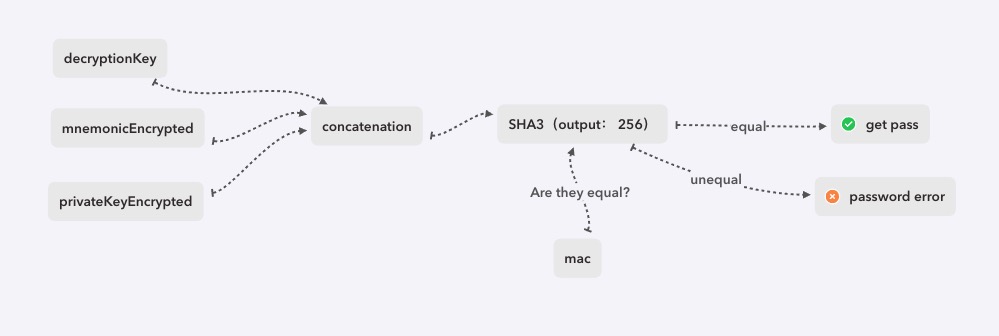 decryptionKey
mnemonicEncrypted
privateKeyEncrypted
concatenation
SHA3（output： 256）
equal
get pass
unequal
password error
Are they equal?
mac